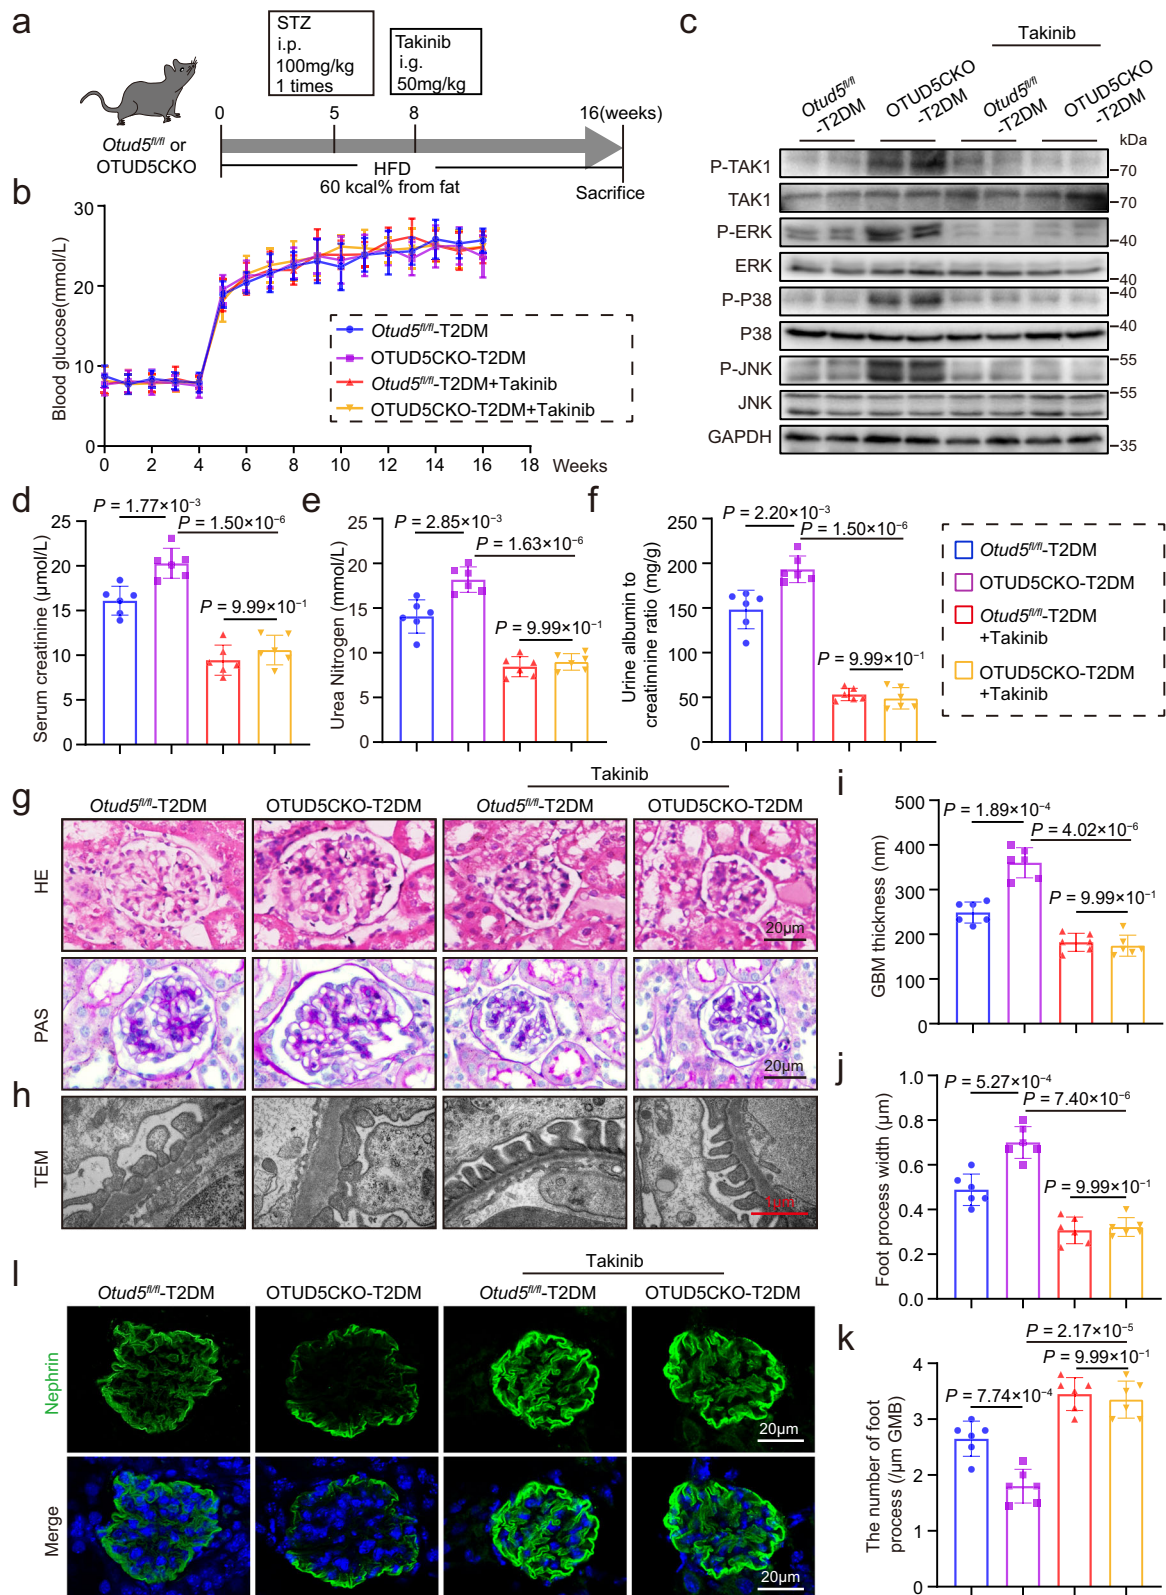 a
STZ
i.p.
100mg/kg
1 times
Takinib
i.g.
50mg/kg
0
5
8
16(weeks)
Otud5fl/fl or
OTUD5CKO
HFD
60 kcal% from fat
Sacrifice
b
Blood glucose(mmol/L)
30
20
10
0
0 2 4 6 8 10 12 14 16 18 Weeks
Otud5fl/fl-T2DM
OTUD5CKO-T2DM
Otud5fl/fl-T2DM+Takinib
OTUD5CKO-T2DM+Takinib
c
Takinib
Otud5fl/fl
-T2DM
OTUD5CKO
-T2DM
Otud5fl/fl
-T2DM
OTUD5CKO
-T2DM
kDa
P-TAK1 70
TAK1 70
P-ERK 40
ERK 40
P-P38 40
P38 40
P-JNK 55
JNK 55
GAPDH 35
d
Serum creatinine (μmol/L)
25
20
15
10
5
0
P = 1.77×10−3
P = 1.50×10−6
P = 9.99×10−1
e
Urea Nitrogen (mmol/L)
25
20
15
10
5
0
P = 2.85×10−3
P = 1.63×10−6
P = 9.99×10−1
f
Urine albumin to
creatinnine ratio (mg/g)
250
200
150
100
50
0
P = 2.20×10−3
P = 1.50×10−6
P = 9.99×10−1
Otud5fl/fl-T2DM
OTUD5CKO-T2DM
Otud5fl/fl-T2DM
+Takinib
OTUD5CKO-T2DM
+Takinib
g
Takinib
Otud5fl/fl-T2DM
OTUD5CKO-T2DM
Otud5fl/fl-T2DM
OTUD5CKO-T2DM
HE
20μm
PAS
20μm
h
TEM
1μm
i
GBM thickness (nm)
500
400
300
200
100
0
P = 1.89×10−4
P = 4.02×10−6
P = 9.99×10−1
j
Foot process width (μm)
1.0
0.8
0.6
0.4
0.2
0.0
P = 5.27×10−4
P = 7.40×10−6
P = 9.99×10−1
k
The number of foot
process (/μm GMB)
4
3
2
1
0
P = 2.17×10−5
P = 9.99×10−1
P = 7.74×10−4
l
Takinib
Otud5fl/fl-T2DM
OTUD5CKO-T2DM
Otud5fl/fl-T2DM
OTUD5CKO-T2DM
Nephrin
20μm
Merge
20μm